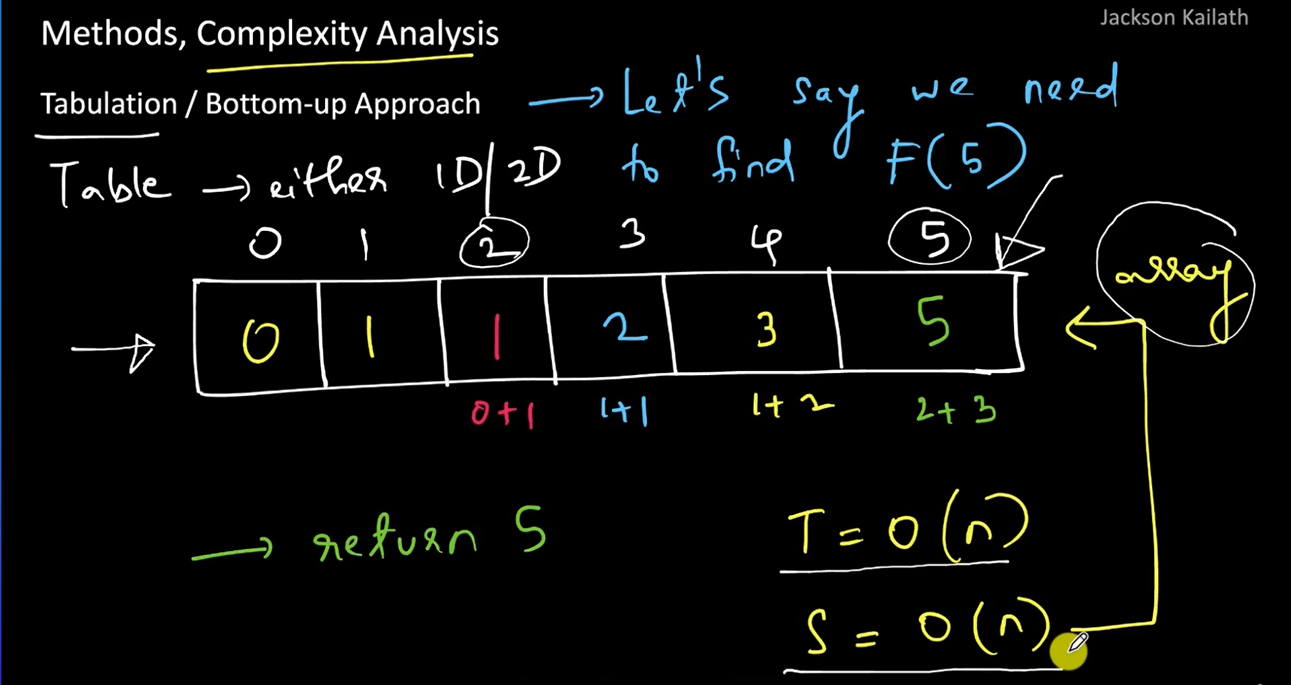 Jackson Kailath
Methods, Complexity Analysis
Tabulation / Bottom-up Approach → Let's say we need
to find F(5)
Table → either 1D/2D
0 1 2 3 4 5
array
0 1 1 2 3 5
0+1 1+1 1+2 2+3
→ return 5
T = O(n)
S = O(n)